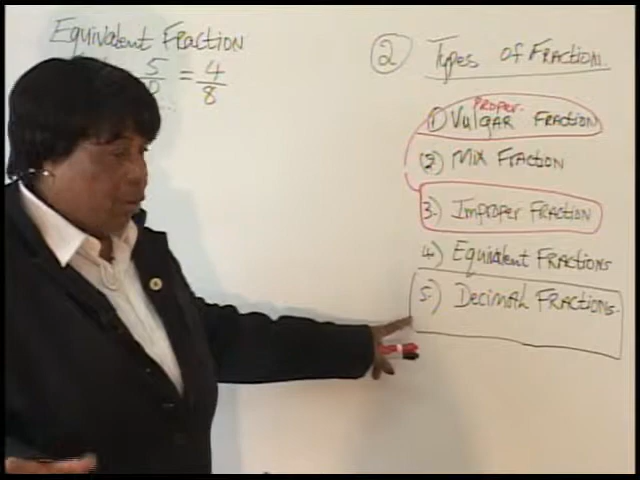 Equivalent Fraction
5 = 4
8
② Types of Fraction.
PROPER.
1) Vulgar Fraction
(2) Mix Fraction
3.) Improper Fraction
4.) Equivalent Fractions
5.) Decimal Fractions.